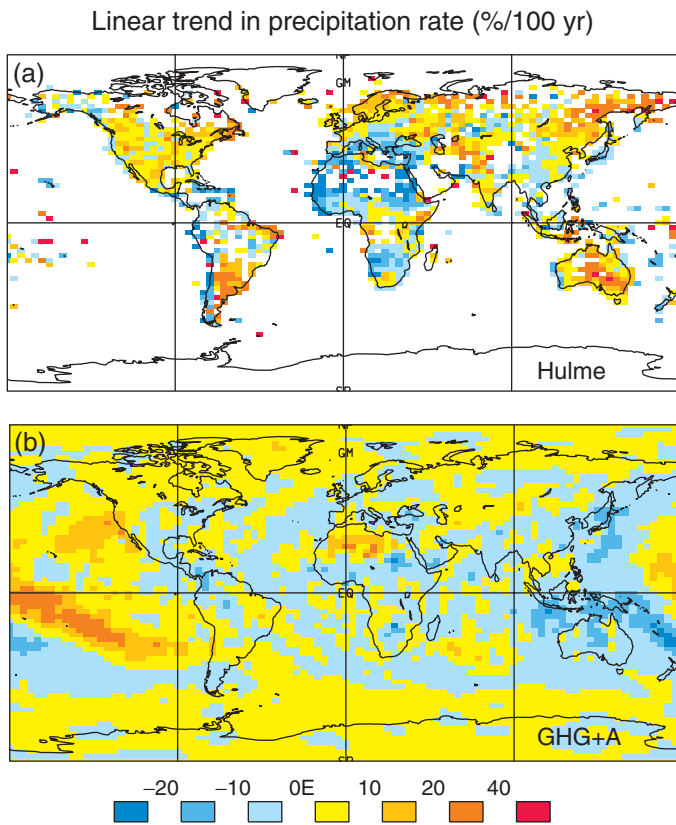 Linear trend in precipitation rate (%/100 yr)
(a)
GM
EQ
Hulme
(b)
GM
EQ
GHG+A
−20 −10 0E 10 20 40